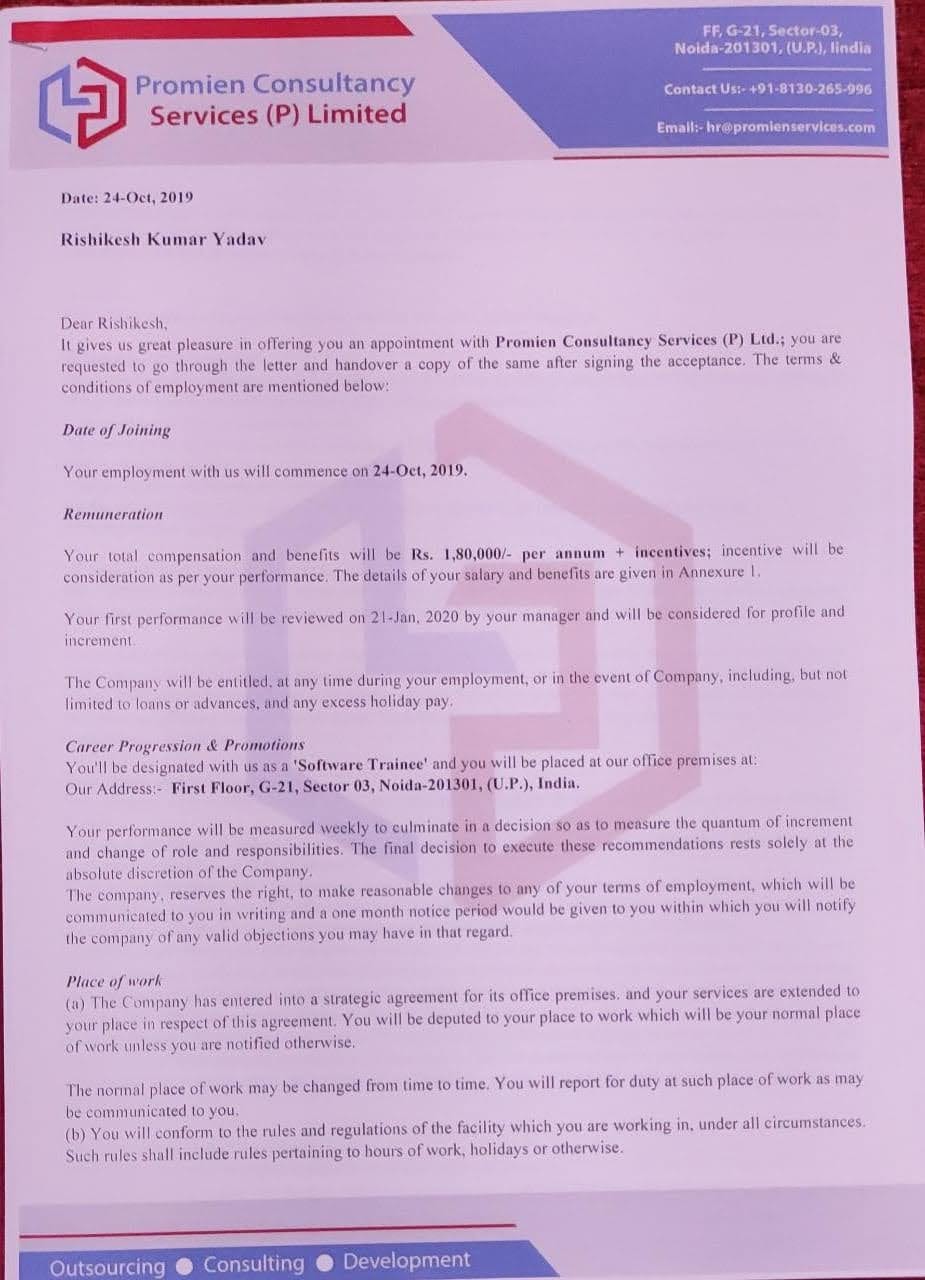 Promien Consultancy
Services (P) Limited
FF, G-21, Sector-03,
Noida-201301, (U.P.), Iindia
Contact Us:- +91-8130-265-996
Email:- hr@promienservices.com
Date: 24-Oct, 2019
Rishikesh Kumar Yadav
Dear Rishikesh,
It gives us great pleasure in offering you an appointment with Promien Consultancy Services (P) Ltd.; you are
requested to go through the letter and handover a copy of the same after signing the acceptance. The terms &
conditions of employment are mentioned below:
Date of Joining
Your employment with us will commence on 24-Oct, 2019.
Remuneration
Your total compensation and benefits will be Rs. 1,80,000/- per annum + incentives; incentive will be
consideration as per your performance. The details of your salary and benefits are given in Annexure 1.
Your first performance will be reviewed on 21-Jan, 2020 by your manager and will be considered for profile and
increment.
The Company will be entitled, at any time during your employment, or in the event of Company, including, but not
limited to loans or advances, and any excess holiday pay.
Career Progression & Promotions
You'll be designated with us as a 'Software Trainee' and you will be placed at our office premises at:
Our Address:- First Floor, G-21, Sector 03, Noida-201301, (U.P.), India.
Your performance will be measured weekly to culminate in a decision so as to measure the quantum of increment
and change of role and responsibilities. The final decision to execute these recommendations rests solely at the
absolute discretion of the Company.
The company, reserves the right, to make reasonable changes to any of your terms of employment, which will be
communicated to you in writing and a one month notice period would be given to you within which you will notify
the company of any valid objections you may have in that regard.
Place of work
(a) The Company has entered into a strategic agreement for its office premises. and your services are extended to
your place in respect of this agreement. You will be deputed to your place to work which will be your normal place
of work unless you are notified otherwise.
The normal place of work may be changed from time to time. You will report for duty at such place of work as may
be communicated to you.
(b) You will conform to the rules and regulations of the facility which you are working in, under all circumstances.
Such rules shall include rules pertaining to hours of work, holidays or otherwise.
Outsourcing ● Consulting ● Development